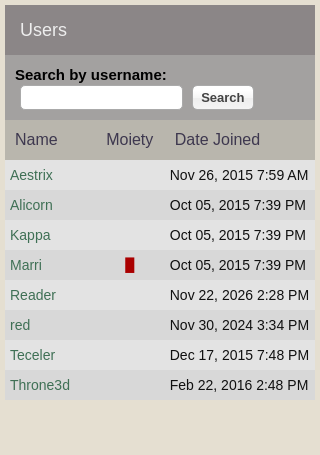 Users
Search by username:
Search
Name Moiety Date Joined
Aestrix Nov 26, 2015 7:59 AM
Alicorn Oct 05, 2015 7:39 PM
Kappa Oct 05, 2015 7:39 PM
Marri Oct 05, 2015 7:39 PM
Reader Nov 22, 2026 2:28 PM
red Nov 30, 2024 3:34 PM
Teceler Dec 17, 2015 7:48 PM
Throne3d Feb 22, 2016 2:48 PM